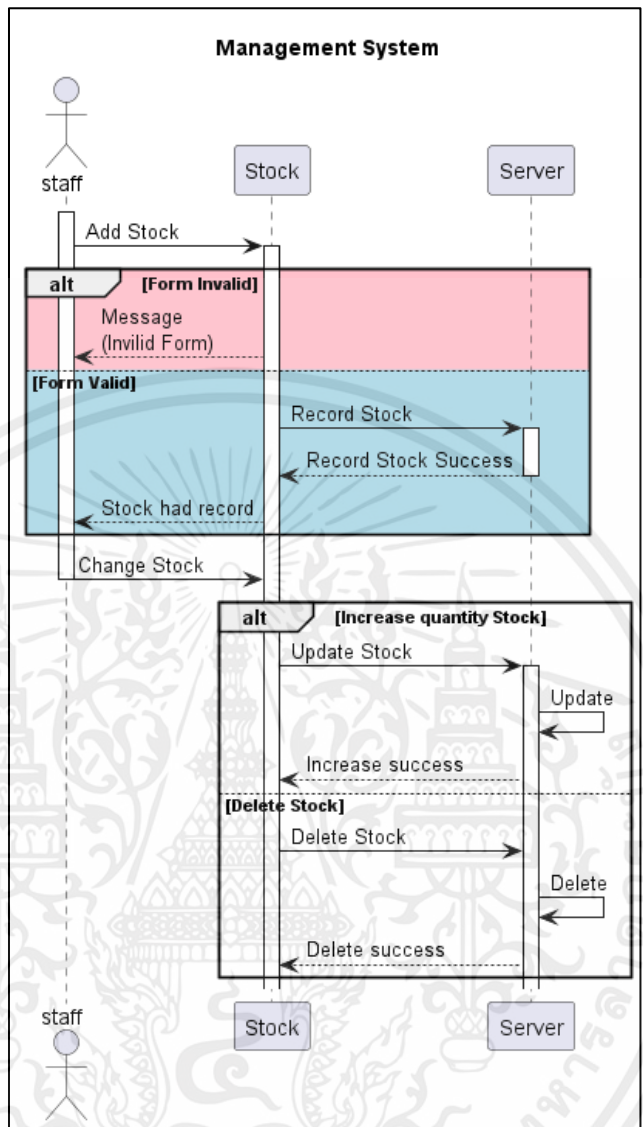 Management System
staff
Stock
Server
Add Stock
alt
[Form Invalid]
Message
(Invilid Form)
[Form Valid]
Record Stock
Record Stock Success
Stock had record
Change Stock
alt
[Increase quantity Stock]
Update Stock
Update
Increase success
[Delete Stock]
Delete Stock
Delete
Delete success
staff
Stock
Server